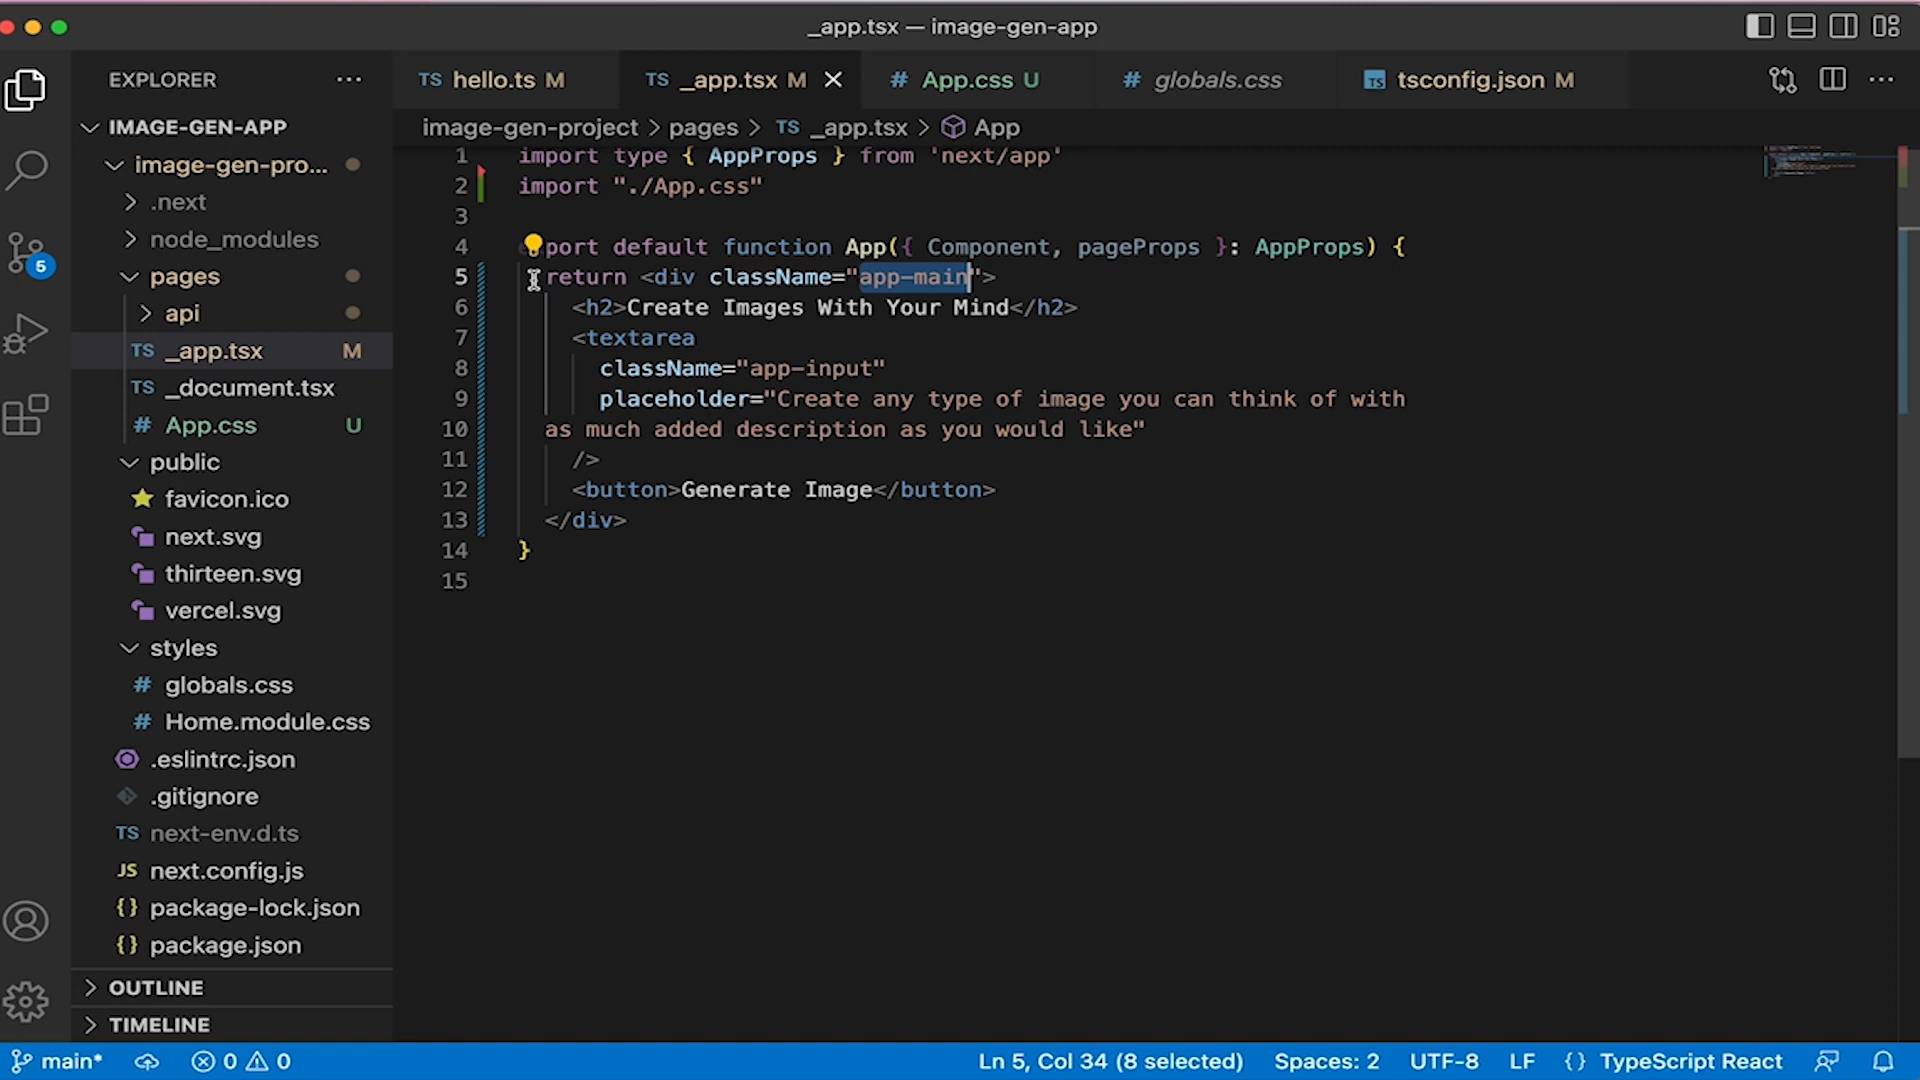 _app.tsx — image-gen-app
EXPLORER
TS hello.ts M
TS _app.tsx M
# App.css U
# globals.css
TS tsconfig.json M
IMAGE-GEN-APP
image-gen-project > pages > TS _app.tsx > App
image-gen-pro...
.next
node_modules
pages
api
TS _app.tsx M
TS _document.tsx
# App.css U
public
favicon.ico
next.svg
thirteen.svg
vercel.svg
styles
# globals.css
# Home.module.css
.eslintrc.json
.gitignore
TS next-env.d.ts
JS next.config.js
{} package-lock.json
{} package.json
OUTLINE
TIMELINE
5
1 import type { AppProps } from 'next/app'
2 import "./App.css"
3
4 port default function App({ Component, pageProps }: AppProps) {
5 return <div className="app-main">
6 <h2>Create Images With Your Mind</h2>
7 <textarea
8 className="app-input"
9 placeholder="Create any type of image you can think of with
10 as much added description as you would like"
11 />
12 <button>Generate Image</button>
13 </div>
14 }
15
main* 0 0 Ln 5, Col 34 (8 selected) Spaces: 2 UTF-8 LF {} TypeScript React